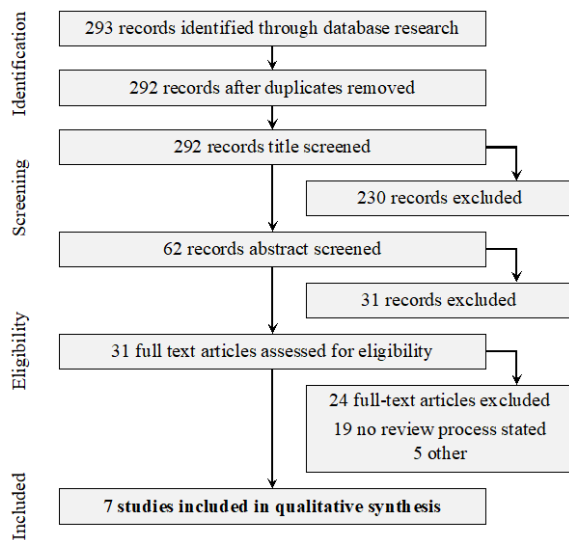 Identification
293 records identified through database research
292 records after duplicates removed
Screening
292 records title screened
230 records excluded
62 records abstract screened
31 records excluded
Eligibility
31 full text articles assessed for eligibility
24 full-text articles excluded
19 no review process stated
5 other
Included
7 studies included in qualitative synthesis